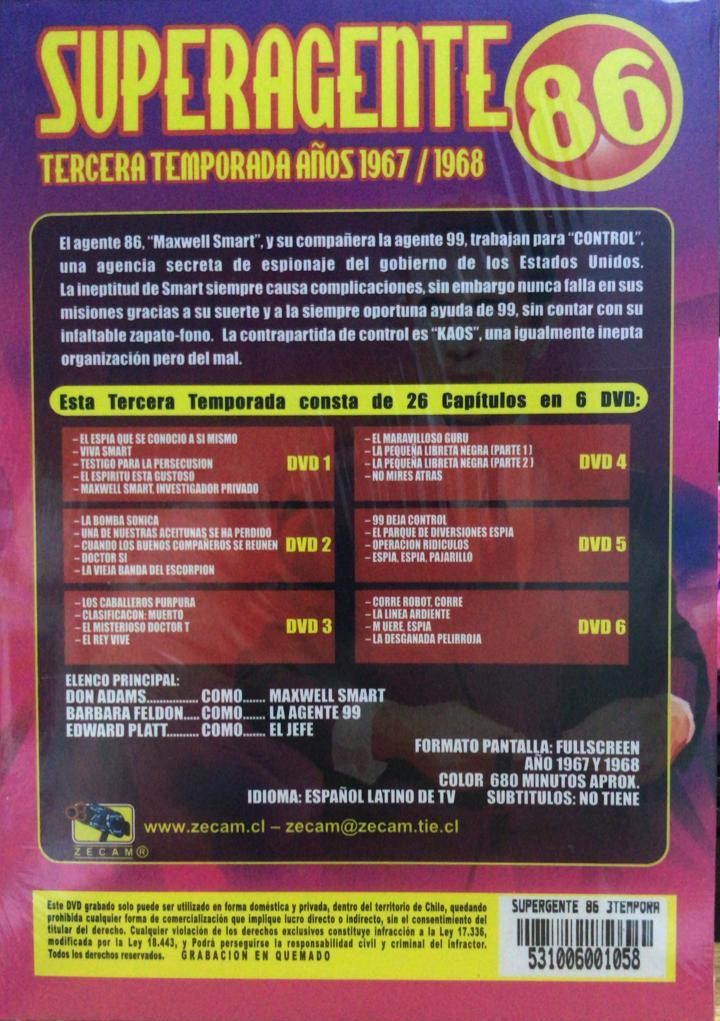 SUPERAGENTE 86
TERCERA TEMPORADA AÑOS 1967 / 1968
El agente 86, "Maxwell Smart", y su compañera la agente 99, trabajan para "CONTROL",
una agencia secreta de espionaje del gobierno de los Estados Unidos.
La ineptitud de Smart siempre causa complicaciones, sin embargo nunca falla en sus
misiones gracias a su suerte y a la siempre oportuna ayuda de 99, sin contar con su
infaltable zapato-fono. La contrapartida de control es "KAOS", una igualmente inepta
organización pero del mal.
Esta Tercera Temporada consta de 26 Capítulos en 6 DVD:
– EL ESPIA QUE SE CONOCIO A SI MISMO
– VIVA SMART
– TESTIGO PARA LA PERSECUSION
– EL ESPIRITU ESTA GUSTOSO
– MAXWELL SMART, INVESTIGADOR PRIVADO
DVD 1
– LA BOMBA SONICA
– UNA DE NUESTRAS ACEITUNAS SE HA PERDIDO
– CUANDO LOS BUENOS COMPAÑEROS SE REUNEN
– DOCTOR SI
– LA VIEJA BANDA DEL ESCORPION
DVD 2
– LOS CABALLEROS PURPURA
– CLASIFICACON: MUERTO
– EL MISTERIOSO DOCTOR T
– EL REY VIVE
DVD 3
– EL MARAVILLOSO GURU
– LA PEQUEÑA LIBRETA NEGRA (PARTE 1)
– LA PEQUEÑA LIBRETA NEGRA (PARTE 2)
– NO MIRES ATRAS
DVD 4
– 99 DEJA CONTROL
– EL PARQUE DE DIVERSIONES ESPIA
– OPERACION RIDICULOS
– ESPIA, ESPIA, PAJARILLO
DVD 5
– CORRE ROBOT, CORRE
– LA LINEA ARDIENTE
– M UERE, ESPIA
– LA DESGANADA PELIRROJA
DVD 6
ELENCO PRINCIPAL:
DON ADAMS............... COMO....... MAXWELL SMART
BARBARA FELDON..... COMO....... LA AGENTE 99
EDWARD PLATT......... COMO....... EL JEFE
FORMATO PANTALLA: FULLSCREEN
AÑO 1967 Y 1968
COLOR 680 MINUTOS APROX.
IDIOMA: ESPAÑOL LATINO DE TV SUBTITULOS: NO TIENE
ZECAM®
www.zecam.cl – zecam@zecam.tie.cl
Este DVD grabado solo puede ser utilizado en forma doméstica y privada, dentro del territorio de Chile, quedando
prohibida cualquier forma de comercialización que implique lucro directo o indirecto, sin el consentimiento del
titular del derecho. Cualquier violación de los derechos exclusivos constituye infracción a la Ley 17.336,
modificada por la Ley 18.443, y Podrá perseguirse la responsabilidad civil y criminal del infractor.
Todos los derechos reservados. GRABACION EN QUEMADO
SUPERGENTE 86 3TEMPORA
531006001058